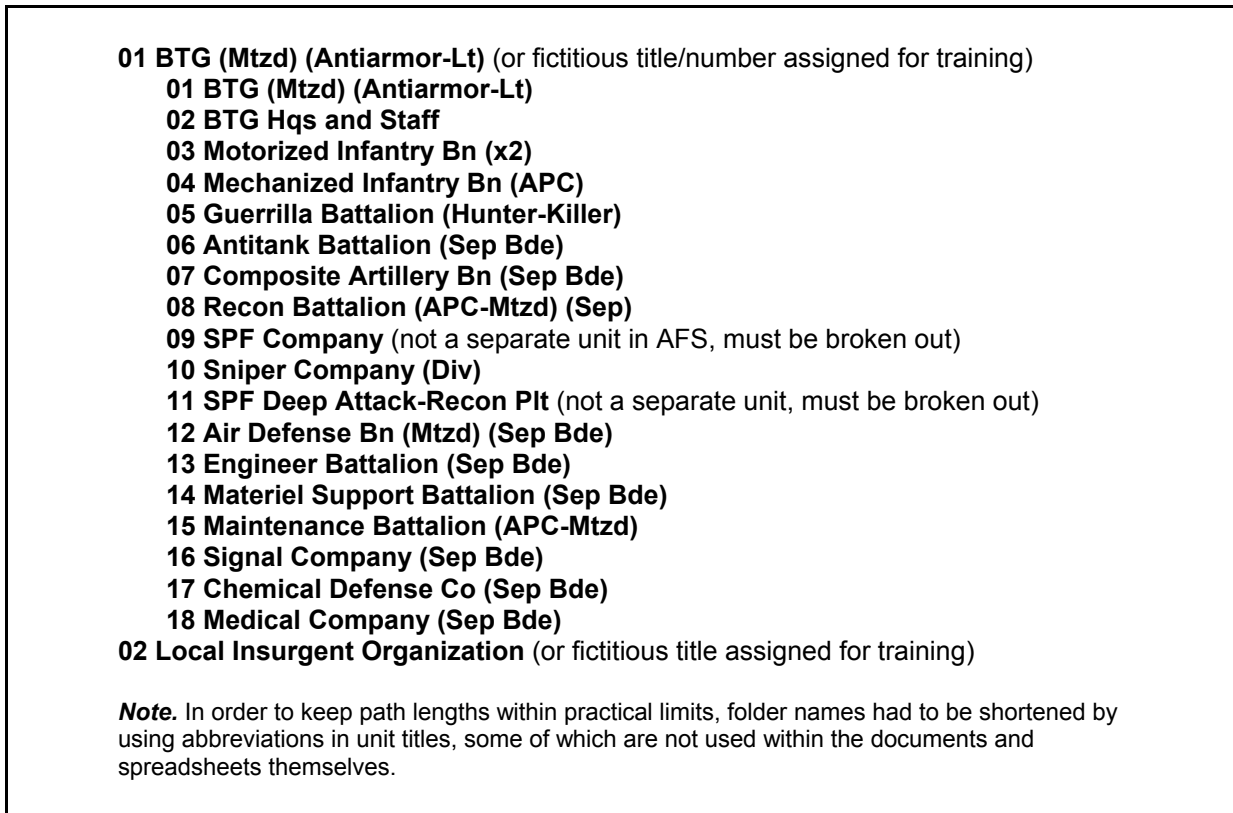 01 BTG (Mtzd) (Antiarmor-Lt) (or fictitious title/number assigned for training)
01 BTG (Mtzd) (Antiarmor-Lt)
02 BTG Hqs and Staff
03 Motorized Infantry Bn (x2)
04 Mechanized Infantry Bn (APC)
05 Guerrilla Battalion (Hunter-Killer)
06 Antitank Battalion (Sep Bde)
07 Composite Artillery Bn (Sep Bde)
08 Recon Battalion (APC-Mtzd) (Sep)
09 SPF Company (not a separate unit in AFS, must be broken out)
10 Sniper Company (Div)
11 SPF Deep Attack-Recon Plt (not a separate unit, must be broken out)
12 Air Defense Bn (Mtzd) (Sep Bde)
13 Engineer Battalion (Sep Bde)
14 Materiel Support Battalion (Sep Bde)
15 Maintenance Battalion (APC-Mtzd)
16 Signal Company (Sep Bde)
17 Chemical Defense Co (Sep Bde)
18 Medical Company (Sep Bde)
02 Local Insurgent Organization (or fictitious title assigned for training)
Note. In order to keep path lengths within practical limits, folder names had to be shortened by
using abbreviations in unit titles, some of which are not used within the documents and
spreadsheets themselves.